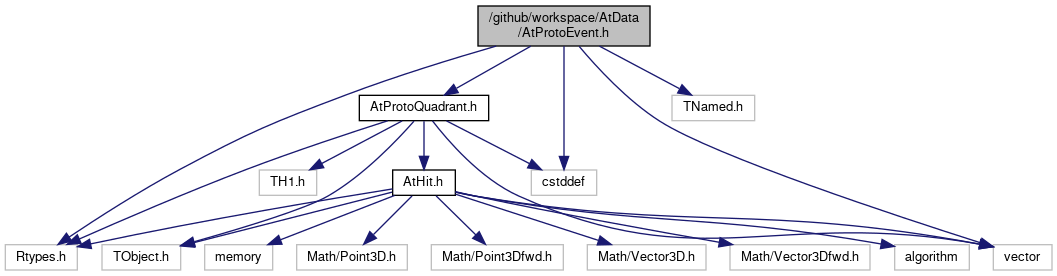 /github/workspace/AtData
/AtProtoEvent.h
AtProtoQuadrant.h
TNamed.h
TH1.h
AtHit.h
cstddef
Rtypes.h
TObject.h
memory
Math/Point3D.h
Math/Point3Dfwd.h
Math/Vector3D.h
Math/Vector3Dfwd.h
algorithm
vector